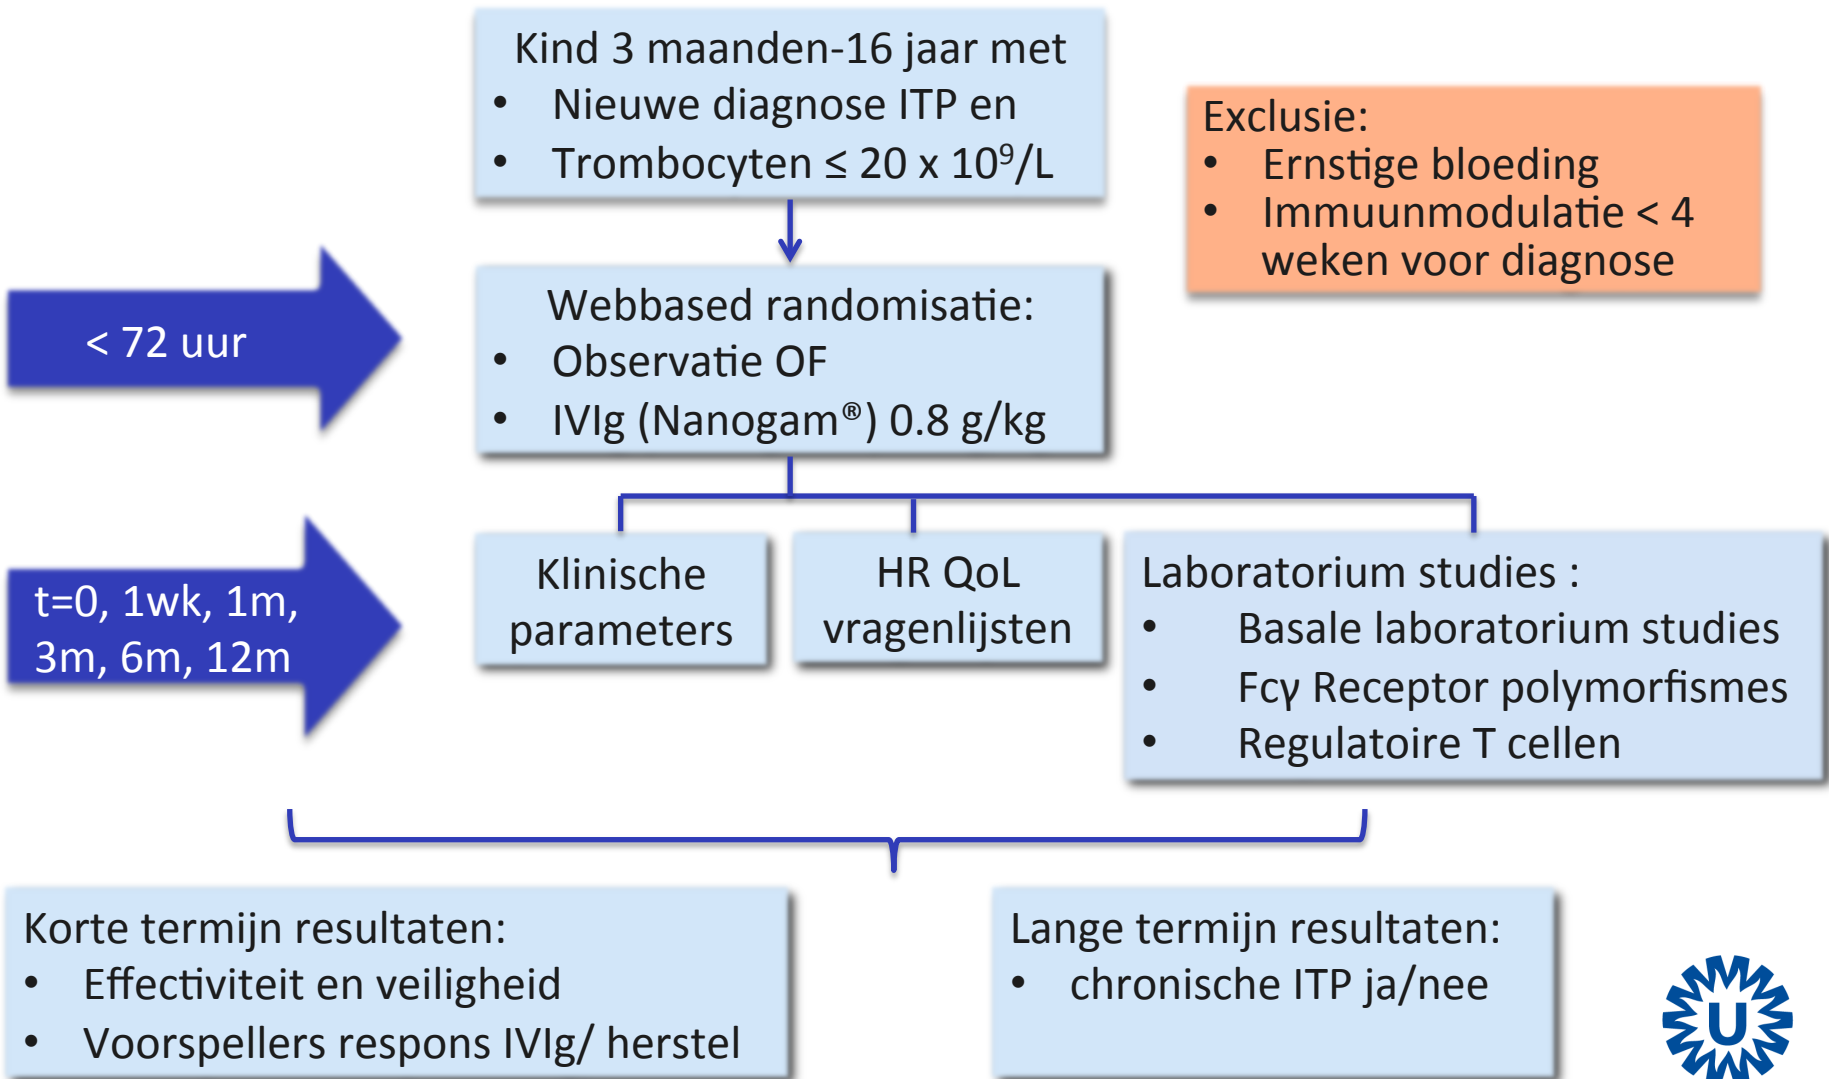 Kind 3 maanden-16 jaar met
• Nieuwe diagnose ITP en
• Trombocyten ≤ 20 x 10⁹/L
Exclusie:
• Ernstige bloeding
• Immuunmodulatie < 4
weken voor diagnose
< 72 uur
Webbased randomisatie:
• Observatie OF
• IVIg (Nanogam®) 0.8 g/kg
t=0, 1wk, 1m,
3m, 6m, 12m
Klinische
parameters
HR QoL
vragenlijsten
Laboratorium studies :
• Basale laboratorium studies
• Fcγ Receptor polymorfismes
• Regulatoire T cellen
Korte termijn resultaten:
• Effectiviteit en veiligheid
• Voorspellers respons IVIg/ herstel
Lange termijn resultaten:
• chronische ITP ja/nee
U